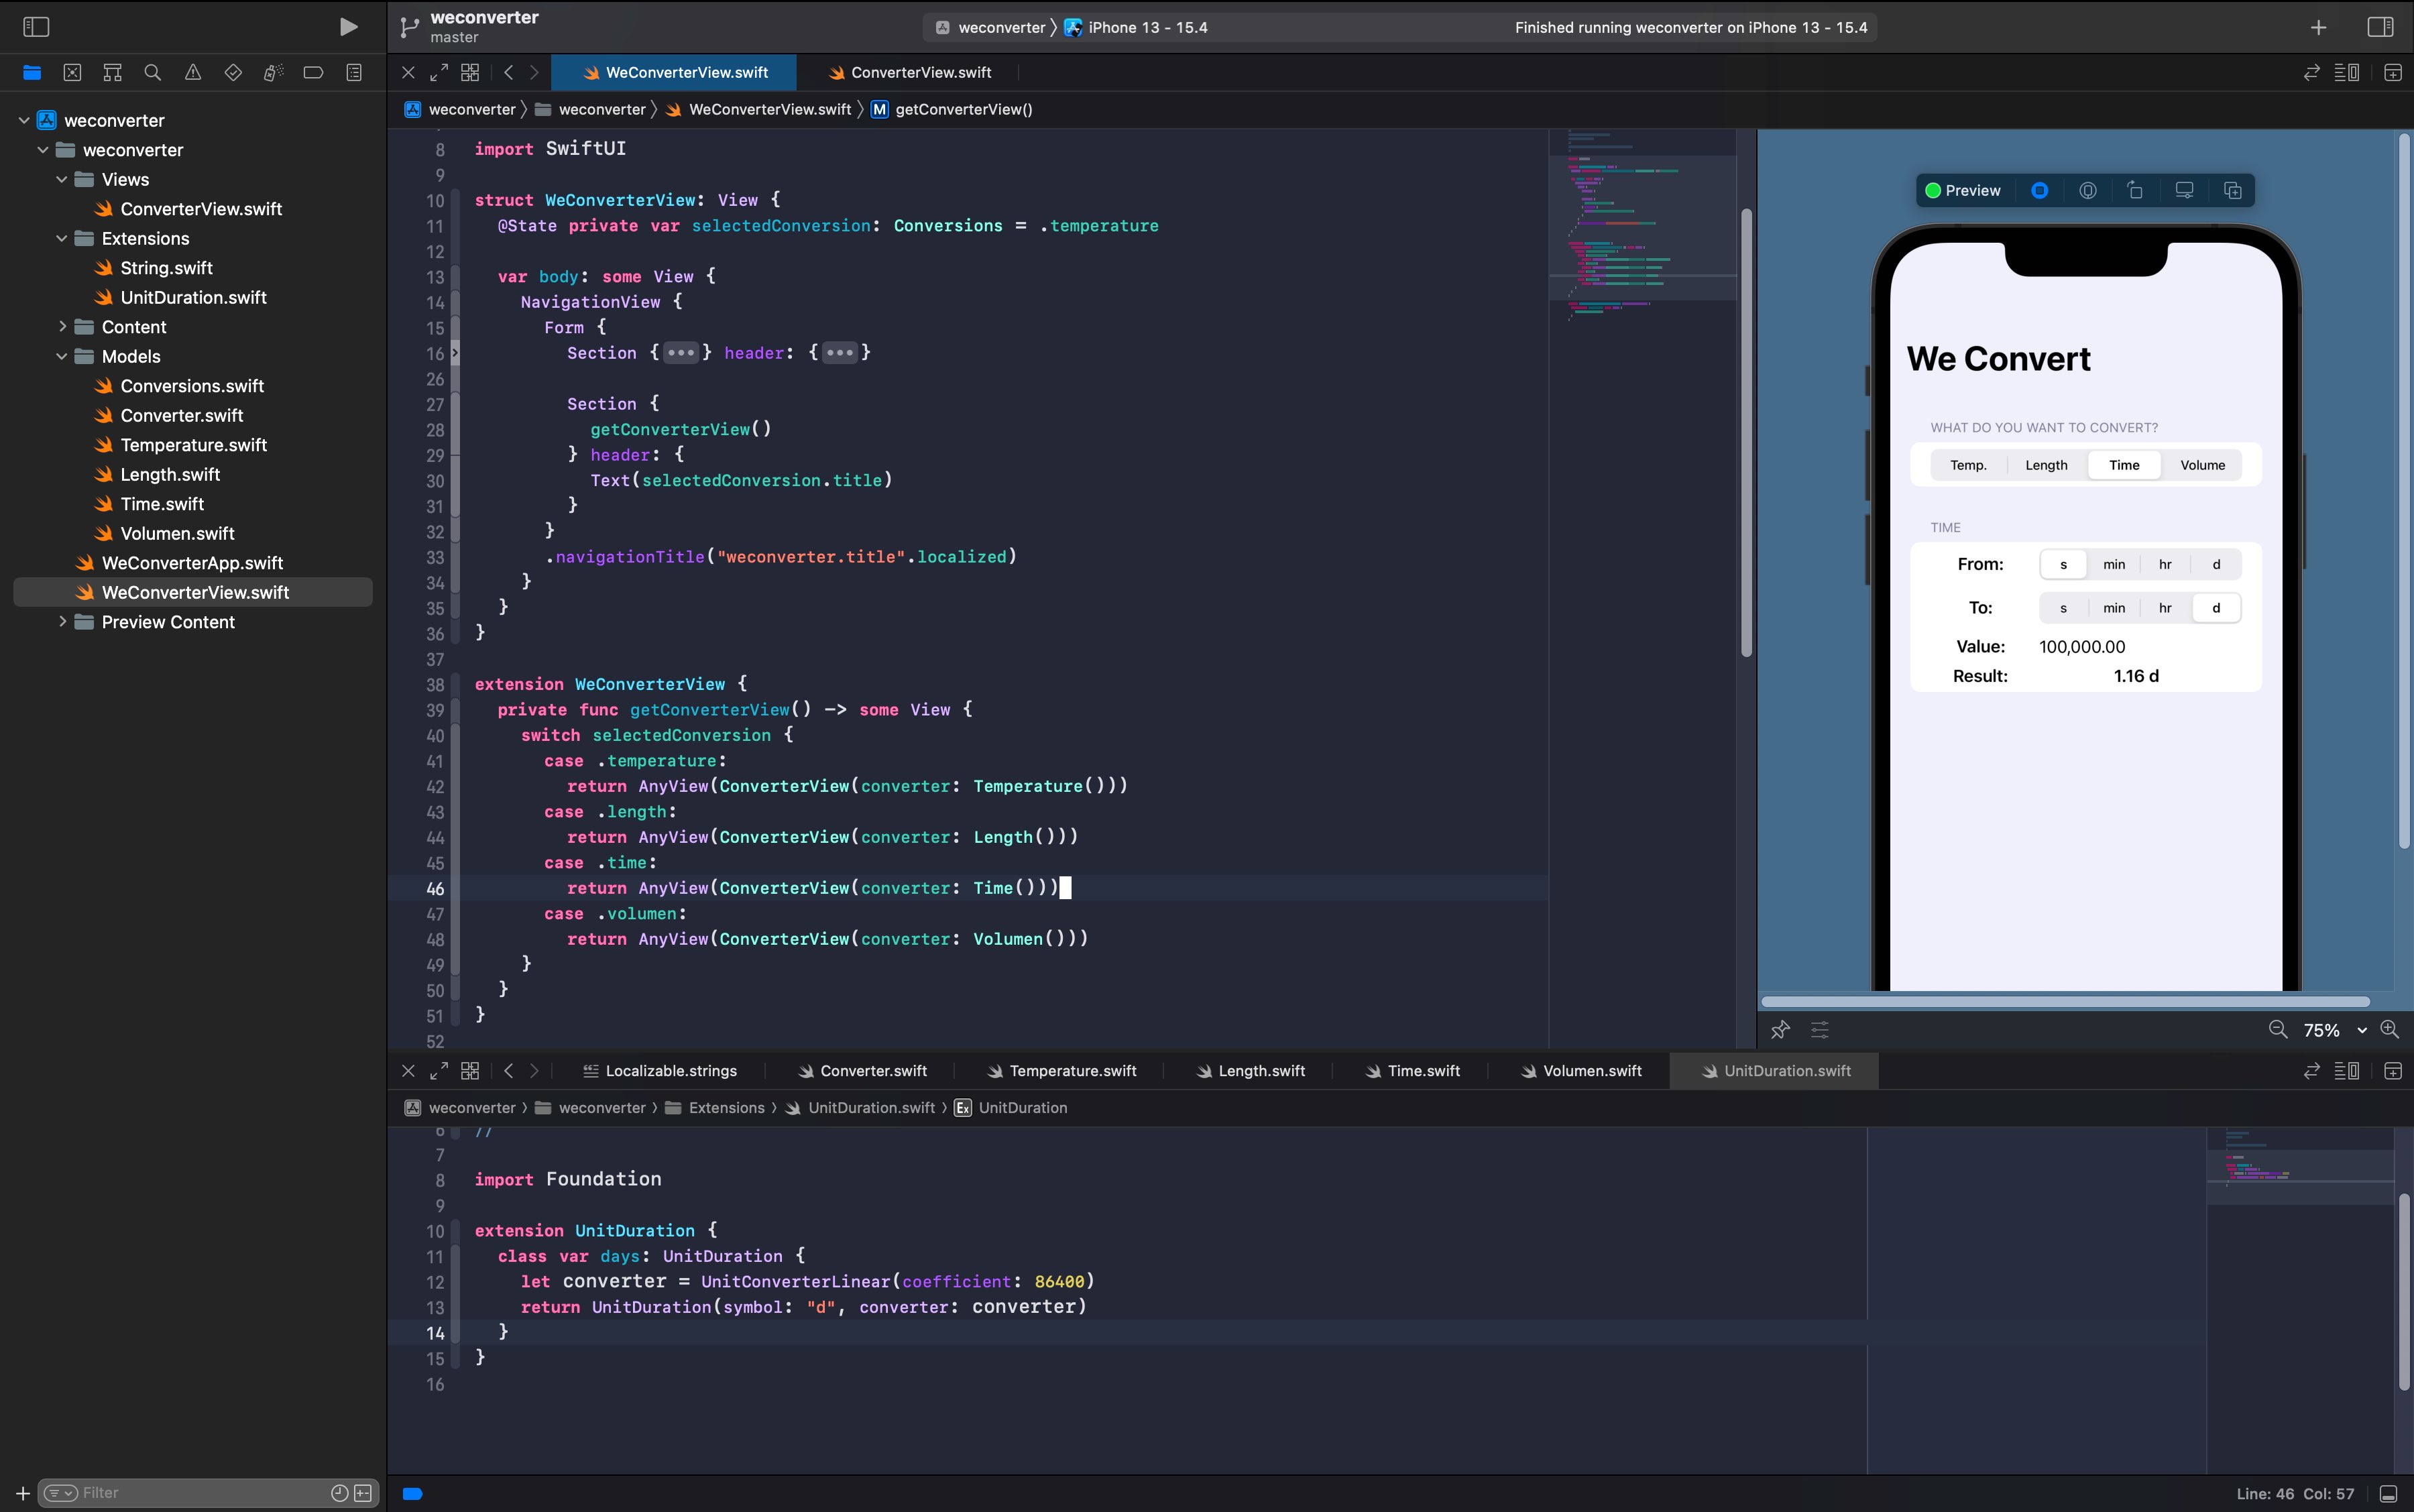 weconverter
master
weconverter iPhone 13 - 15.4
Finished running weconverter on iPhone 13 - 15.4
weconverter
weconverter
Views
ConverterView.swift
Extensions
String.swift
UnitDuration.swift
Content
Models
Conversions.swift
Converter.swift
Temperature.swift
Length.swift
Time.swift
Volumen.swift
WeConverterApp.swift
WeConverterView.swift
Preview Content
Filter
WeConverterView.swift ConverterView.swift
weconverter weconverter WeConverterView.swift M getConverterView()
8 import SwiftUI
9
10 struct WeConverterView: View {
11 @State private var selectedConversion: Conversions = .temperature
12
13 var body: some View {
14 NavigationView {
15 Form {
16 Section {•••} header: {•••}
26
27 Section {
28 getConverterView()
29 } header: {
30 Text(selectedConversion.title)
31 }
32 }
33 .navigationTitle("weconverter.title".localized)
34 }
35 }
36 }
37
38 extension WeConverterView {
39 private func getConverterView() -> some View {
40 switch selectedConversion {
41 case .temperature:
42 return AnyView(ConverterView(converter: Temperature()))
43 case .length:
44 return AnyView(ConverterView(converter: Length()))
45 case .time:
46 return AnyView(ConverterView(converter: Time()))
47 case .volumen:
48 return AnyView(ConverterView(converter: Volumen()))
49 }
50 }
51 }
52
Preview
We Convert
WHAT DO YOU WANT TO CONVERT?
Temp. Length Time Volume
TIME
From: s min hr d
To: s min hr d
Value: 100,000.00
Result: 1.16 d
75%
Localizable.strings Converter.swift Temperature.swift Length.swift Time.swift Volumen.swift UnitDuration.swift
weconverter weconverter Extensions UnitDuration.swift Ex UnitDuration
6 //
7
8 import Foundation
9
10 extension UnitDuration {
11 class var days: UnitDuration {
12 let converter = UnitConverterLinear(coefficient: 86400)
13 return UnitDuration(symbol: "d", converter: converter)
14 }
15 }
16
Line: 46 Col: 57